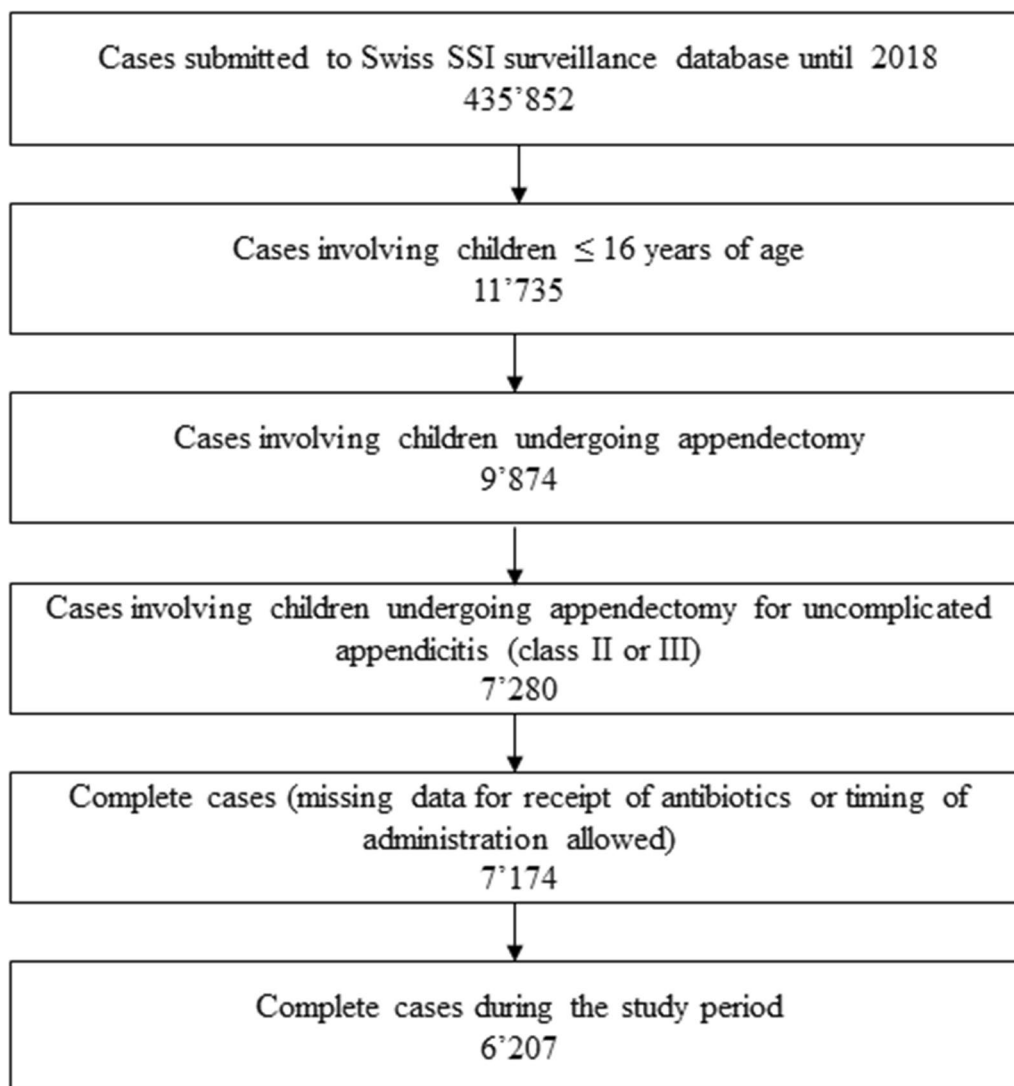 Cases submitted to Swiss SSI surveillance database until 2018
435’852
Cases involving children ≤ 16 years of age
11’735
Cases involving children undergoing appendectomy
9’874
Cases involving children undergoing appendectomy for uncomplicated
appendicitis (class II or III)
7’280
Complete cases (missing data for receipt of antibiotics or timing of
administration allowed)
7’174
Complete cases during the study period
6’207